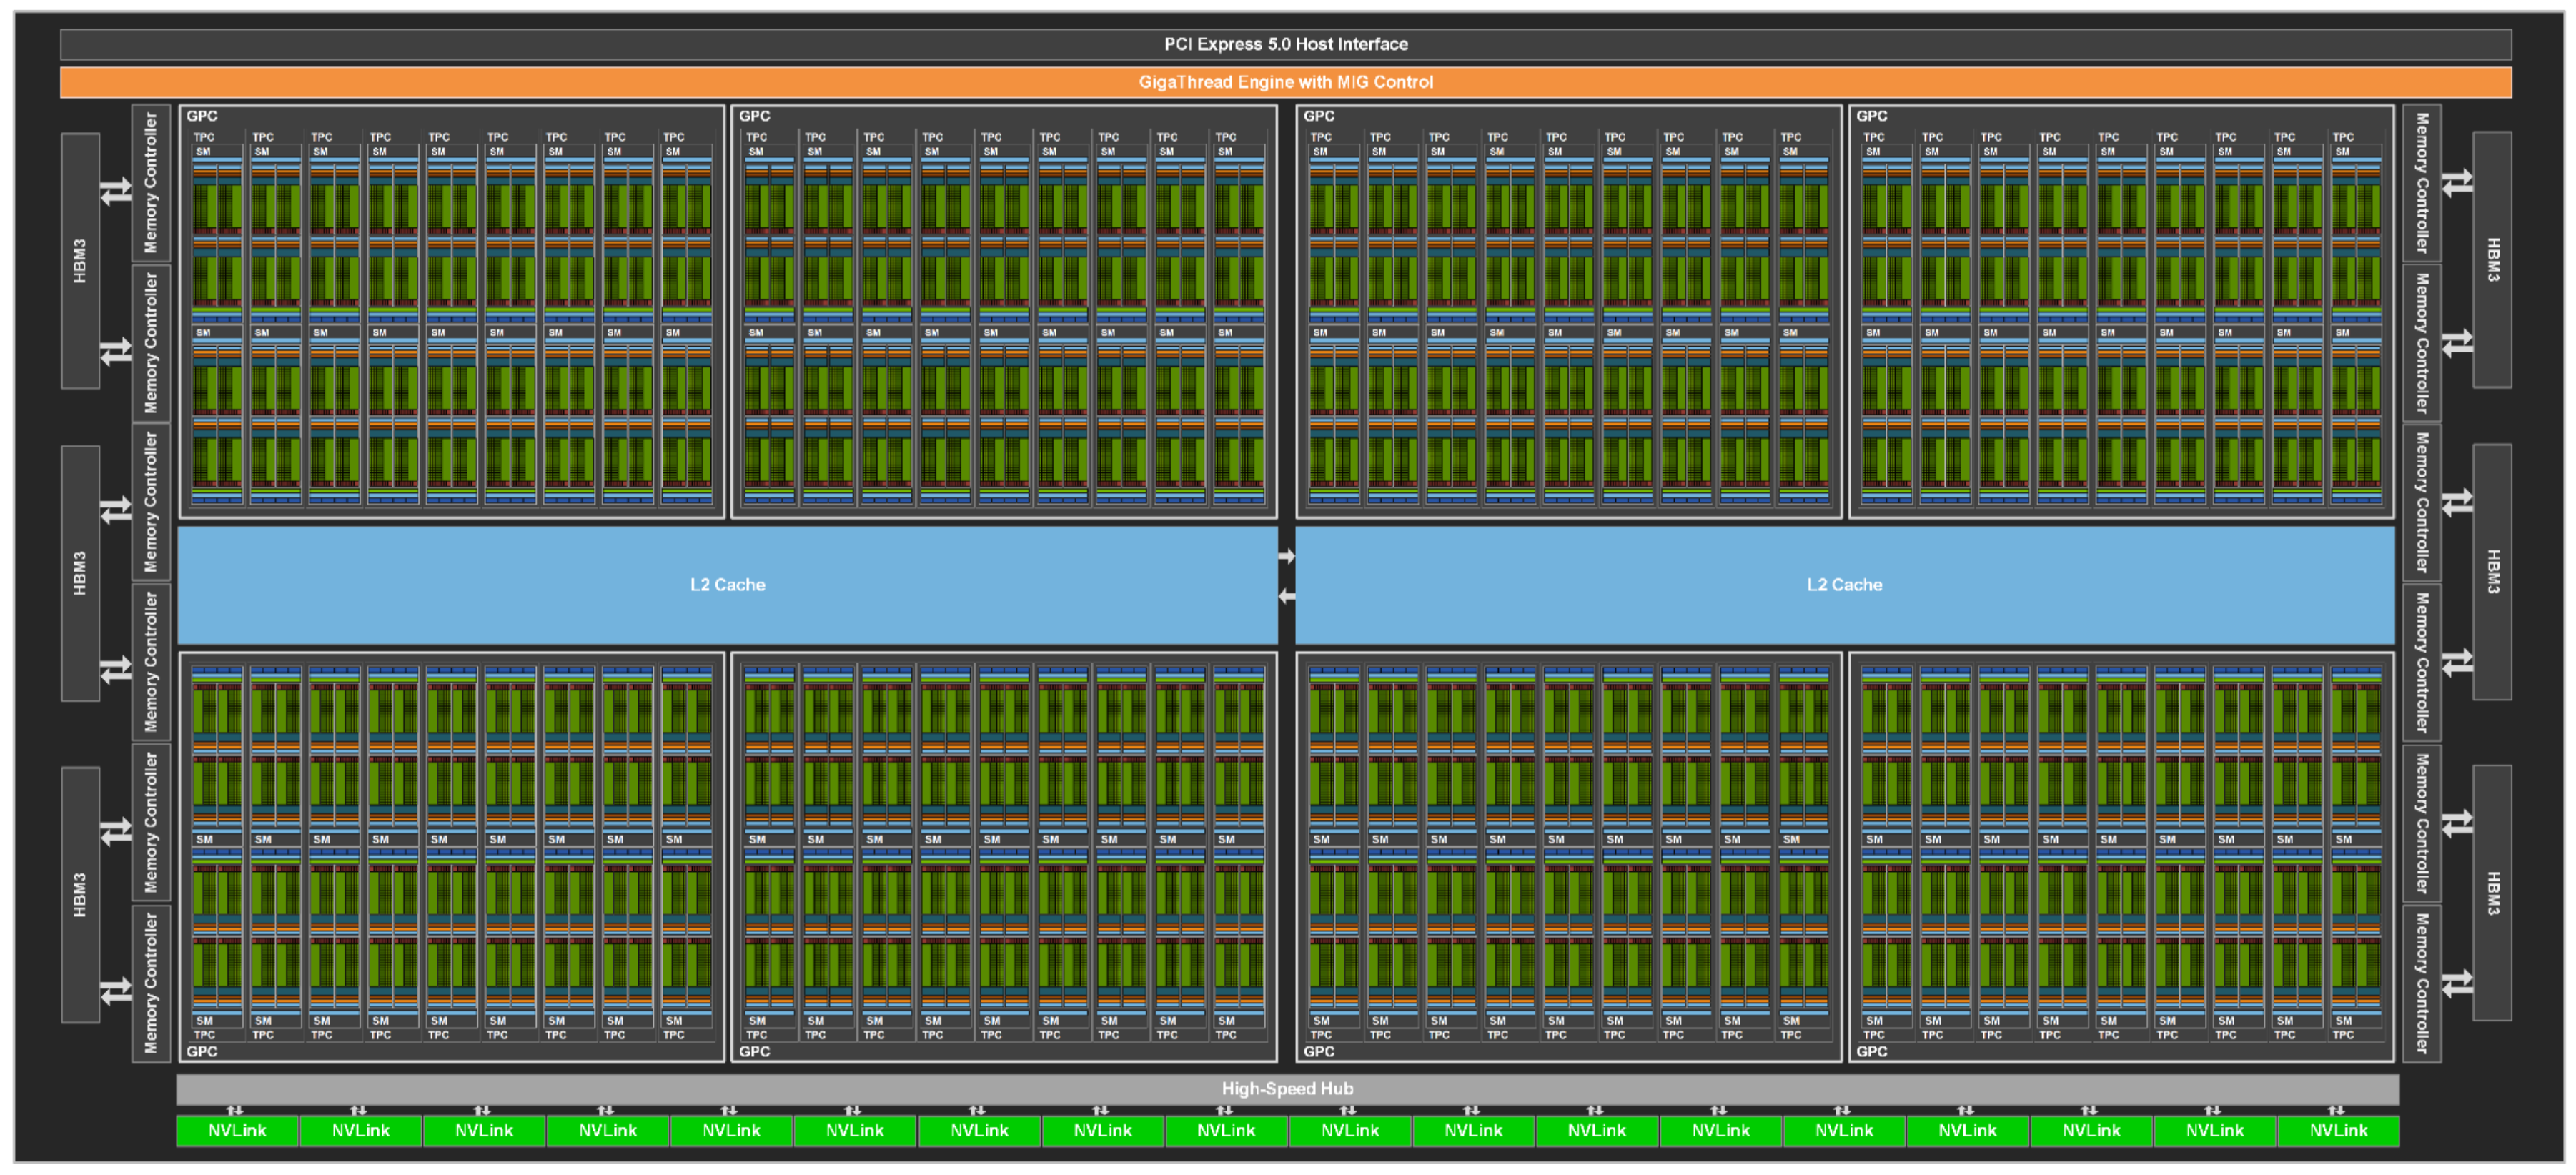 PCI Express 5.0 Host Interface
GigaThread Engine with MIG Control
GPC GPC GPC GPC
TPC TPC TPC TPC TPC TPC TPC TPC TPC TPC TPC TPC TPC TPC TPC TPC TPC TPC TPC TPC TPC TPC TPC TPC TPC TPC TPC TPC TPC TPC TPC TPC TPC TPC TPC TPC
SM SM SM SM SM SM SM SM SM SM SM SM SM SM SM SM SM SM SM SM SM SM SM SM SM SM SM SM SM SM SM SM SM SM SM SM
SM SM SM SM SM SM SM SM SM SM SM SM SM SM SM SM SM SM SM SM SM SM SM SM SM SM SM SM SM SM SM SM SM SM SM SM
HBM3
HBM3
HBM3
Memory Controller
Memory Controller
Memory Controller
Memory Controller
Memory Controller
Memory Controller
L2 Cache L2 Cache
Memory Controller
Memory Controller
Memory Controller
Memory Controller
Memory Controller
Memory Controller
HBM3
HBM3
HBM3
SM SM SM SM SM SM SM SM SM SM SM SM SM SM SM SM SM SM SM SM SM SM SM SM SM SM SM SM SM SM SM SM SM SM SM SM
SM SM SM SM SM SM SM SM SM SM SM SM SM SM SM SM SM SM SM SM SM SM SM SM SM SM SM SM SM SM SM SM SM SM SM SM
TPC TPC TPC TPC TPC TPC TPC TPC TPC TPC TPC TPC TPC TPC TPC TPC TPC TPC TPC TPC TPC TPC TPC TPC TPC TPC TPC TPC TPC TPC TPC TPC TPC TPC TPC TPC
GPC GPC GPC GPC
High-Speed Hub
NVLink NVLink NVLink NVLink NVLink NVLink NVLink NVLink NVLink NVLink NVLink NVLink NVLink NVLink NVLink NVLink NVLink NVLink